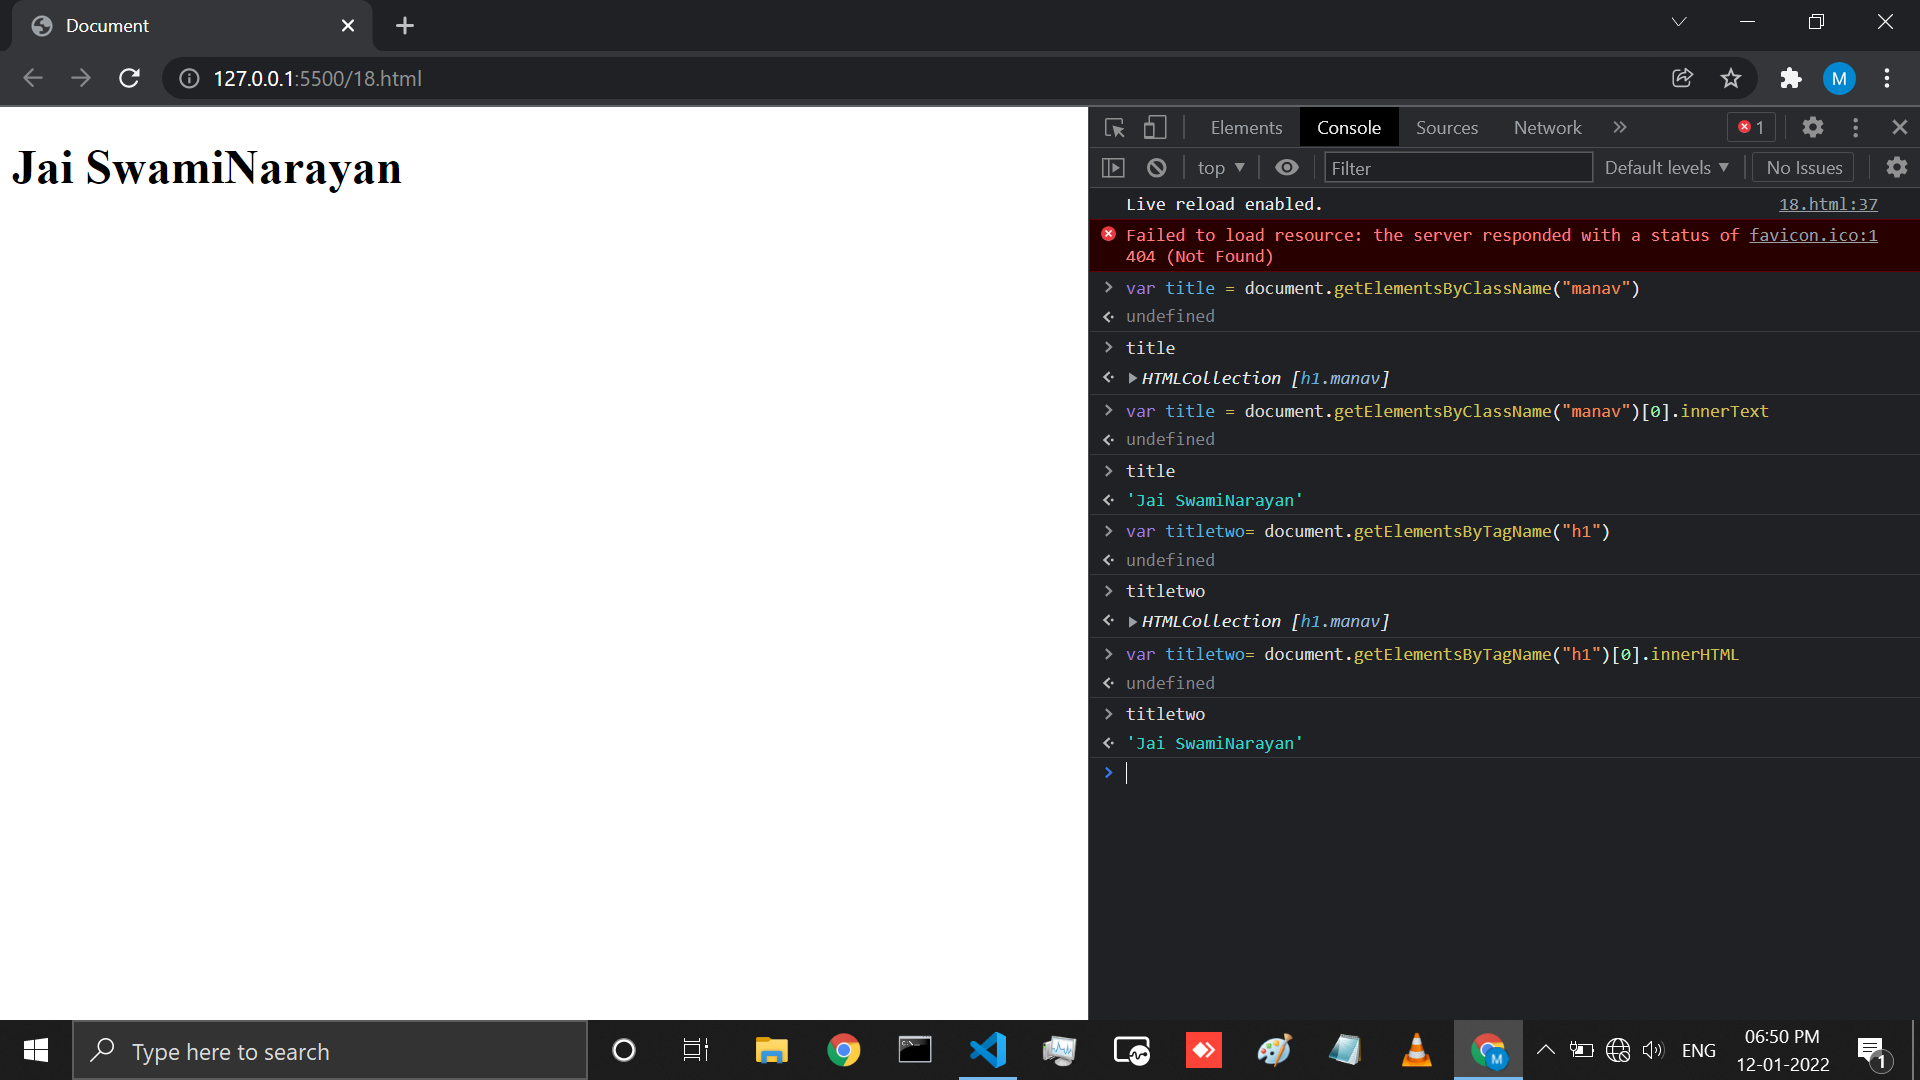 Document
127.0.0.1:5500/18.html
M
Jai SwamiNarayan
Elements Console Sources Network 1
top Filter Default levels No Issues
Live reload enabled. 18.html:37
Failed to load resource: the server responded with a status of favicon.ico:1
404 (Not Found)
var title = document.getElementsByClassName("manav")
undefined
title
HTMLCollection [h1.manav]
var title = document.getElementsByClassName("manav")[0].innerText
undefined
title
'Jai SwamiNarayan'
var titletwo= document.getElementsByTagName("h1")
undefined
titletwo
HTMLCollection [h1.manav]
var titletwo= document.getElementsByTagName("h1")[0].innerHTML
undefined
titletwo
'Jai SwamiNarayan'
Type here to search
M
ENG
06:50 PM
12-01-2022
1